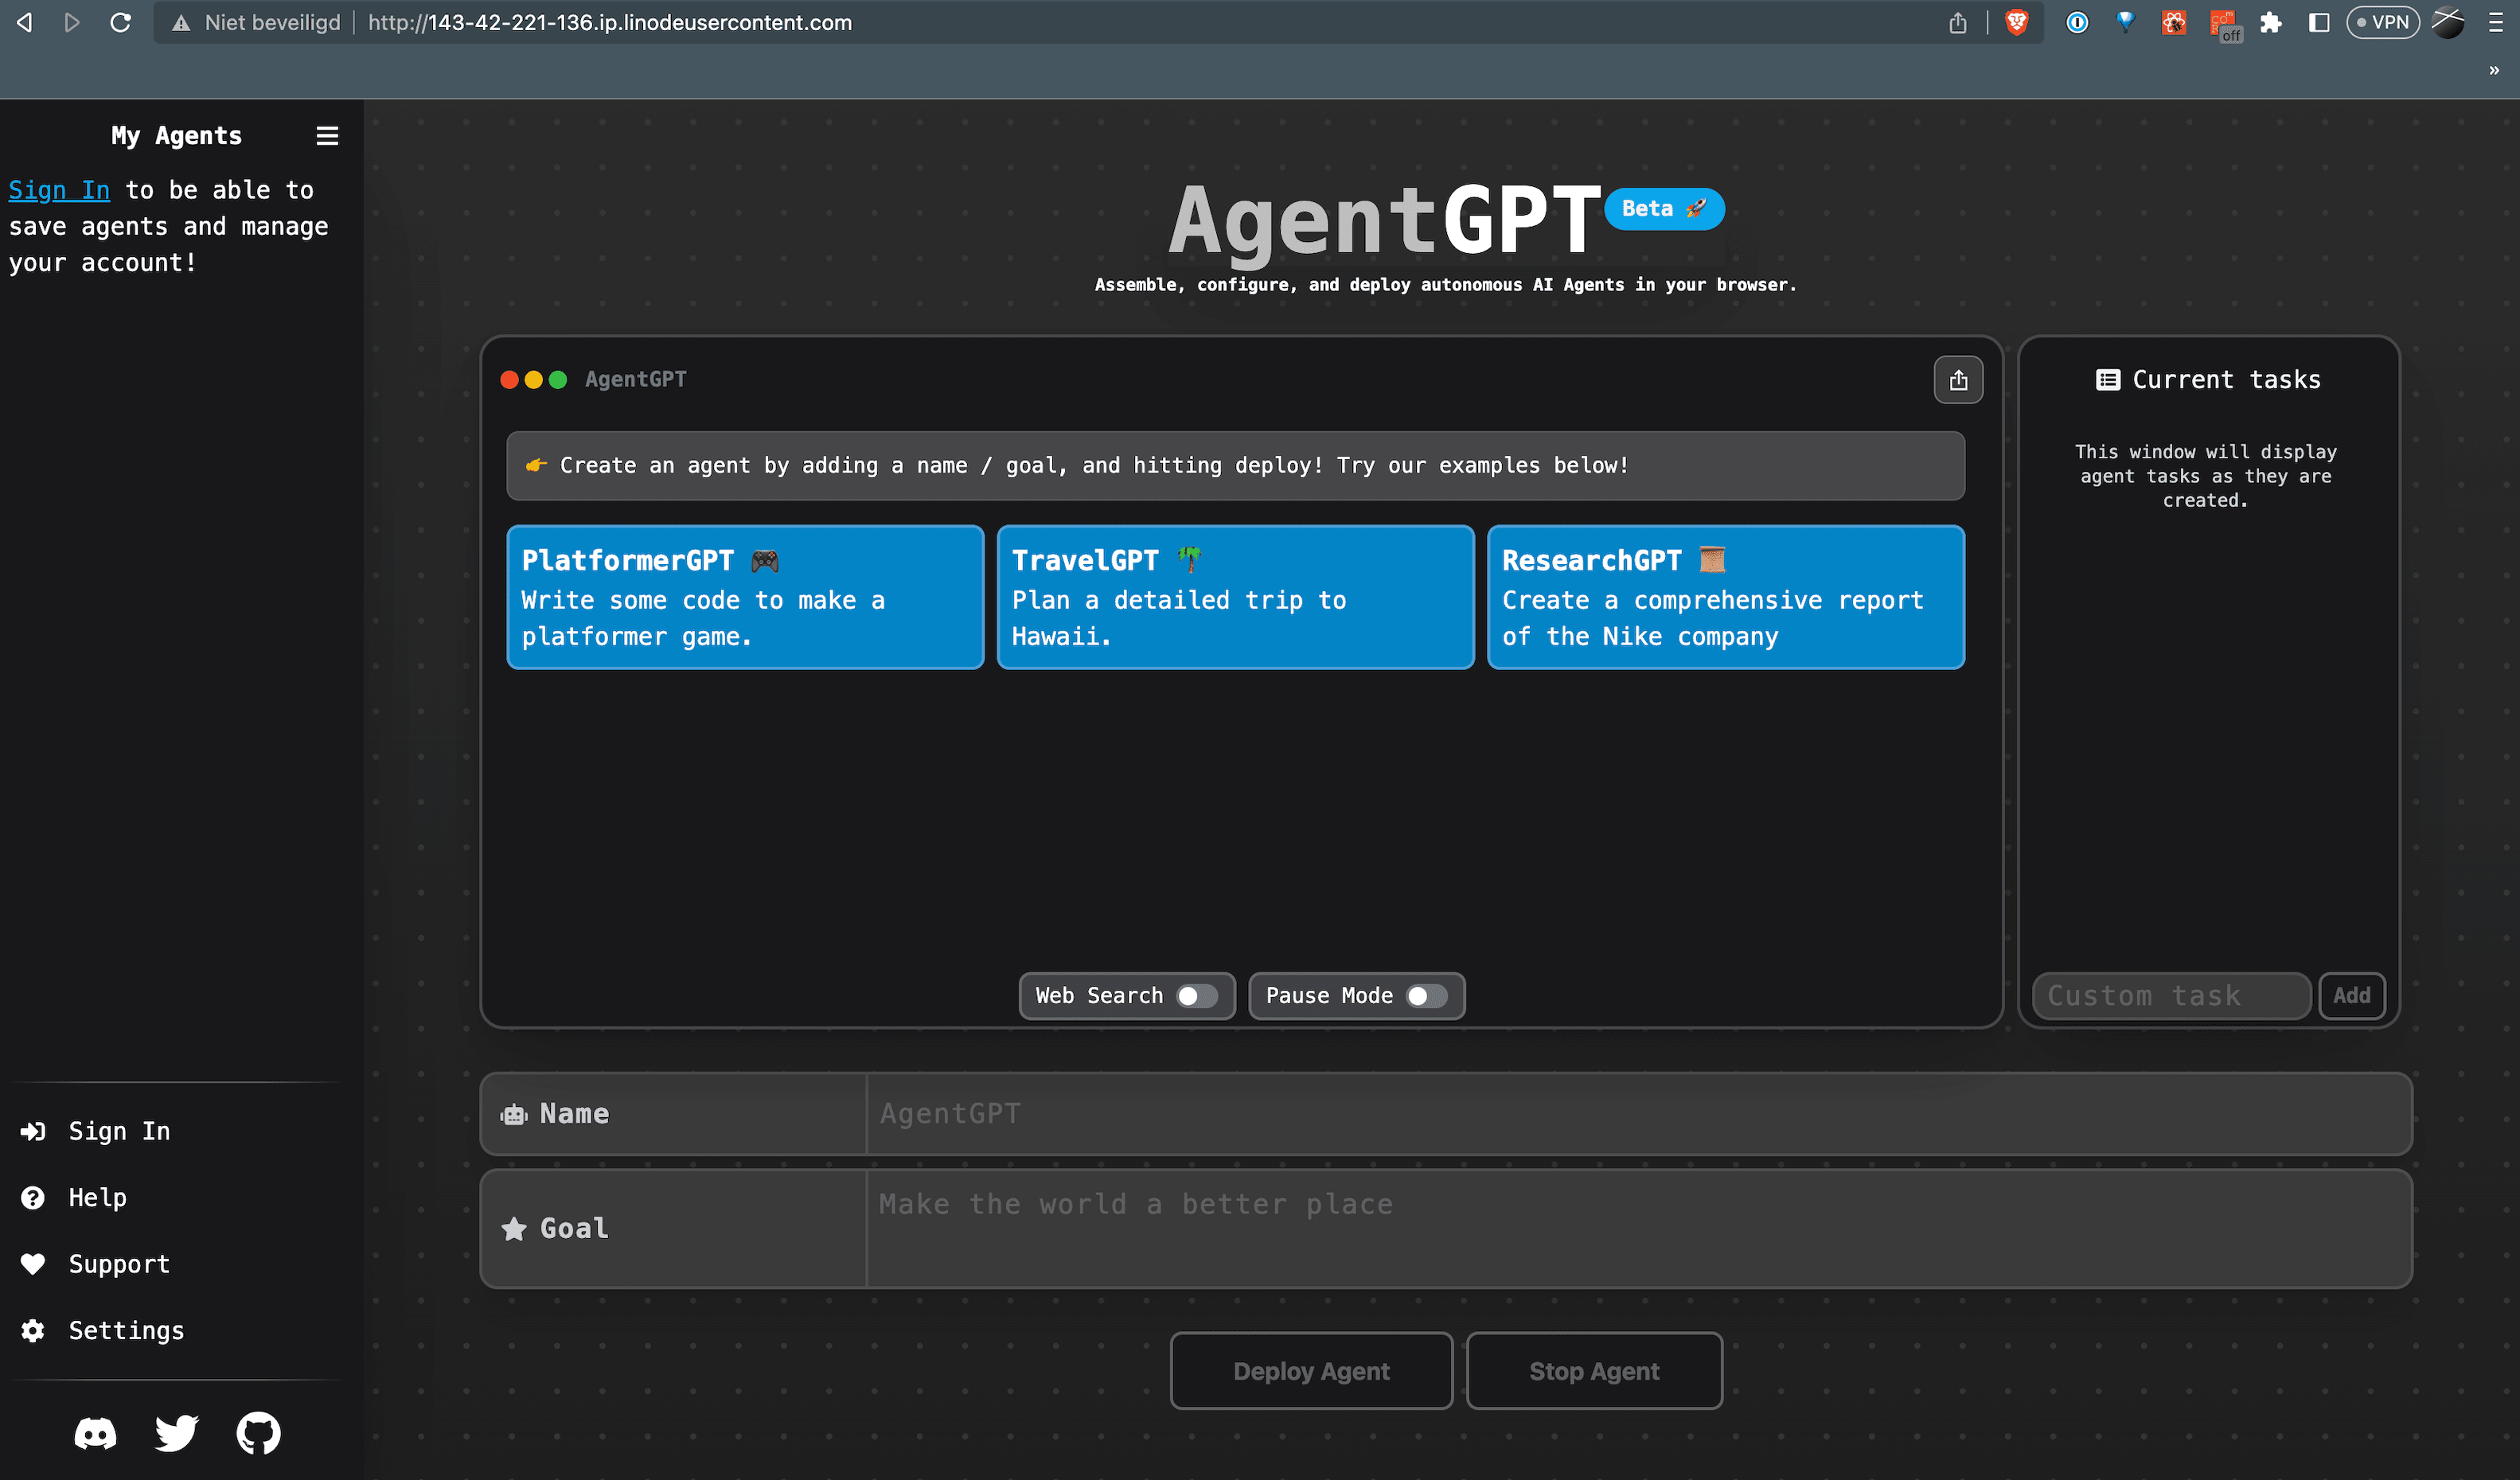 Niet beveiligd
http://143-42-221-136.ip.linodeusercontent.com
off
VPN
»
My Agents
Sign In to be able to
save agents and manage
your account!
AgentGPT
Beta 🚀
Assemble, configure, and deploy autonomous AI Agents in your browser.
AgentGPT
👉 Create an agent by adding a name / goal, and hitting deploy! Try our examples below!
PlatformerGPT 🎮
Write some code to make a
platformer game.
TravelGPT 🌴
Plan a detailed trip to
Hawaii.
ResearchGPT 📜
Create a comprehensive report
of the Nike company
Web Search
Pause Mode
Current tasks
This window will display
agent tasks as they are
created.
Custom task
Add
Name
AgentGPT
Goal
Make the world a better place
Deploy Agent
Stop Agent
Sign In
Help
Support
Settings